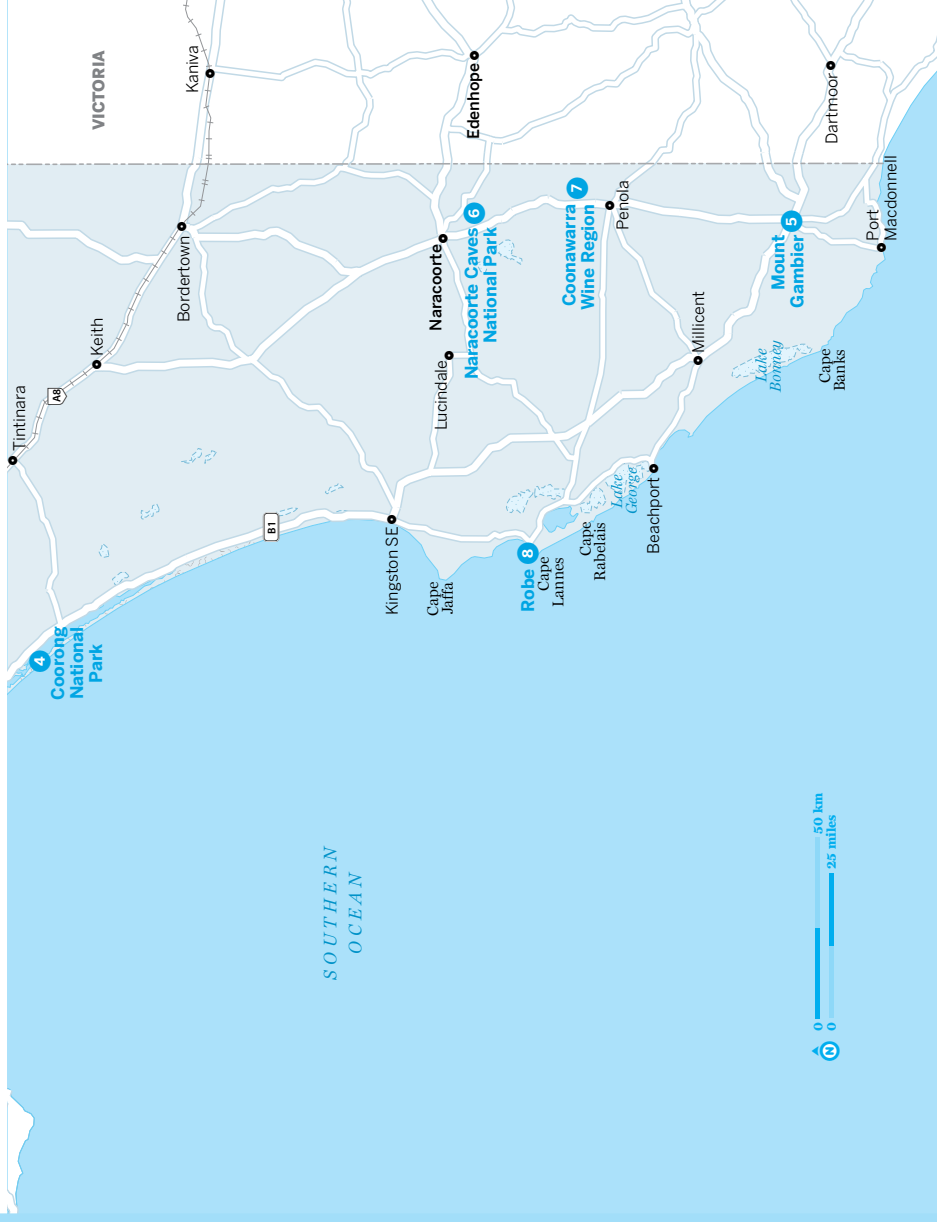 VICTORIA
Kaniva
Edenhope
Dartmoor
Tintinara
A8
Keith
Bordertown
Naracoorte
6
Naracoorte Caves
National Park
Lucindale
7
Coonawarra
Wine Region
Penola
5
Mount
Gambier
Port
Macdonnell
Millicent
Lake
Bonney
Cape
Banks
B1
Kingston SE
Cape
Jaffa
Robe 8
Cape
Lannes
Cape
Rabelais
Lake
George
Beachport
4
Coorong
National
Park
SOUTHERN
OCEAN
N
0 50 km
0 25 miles